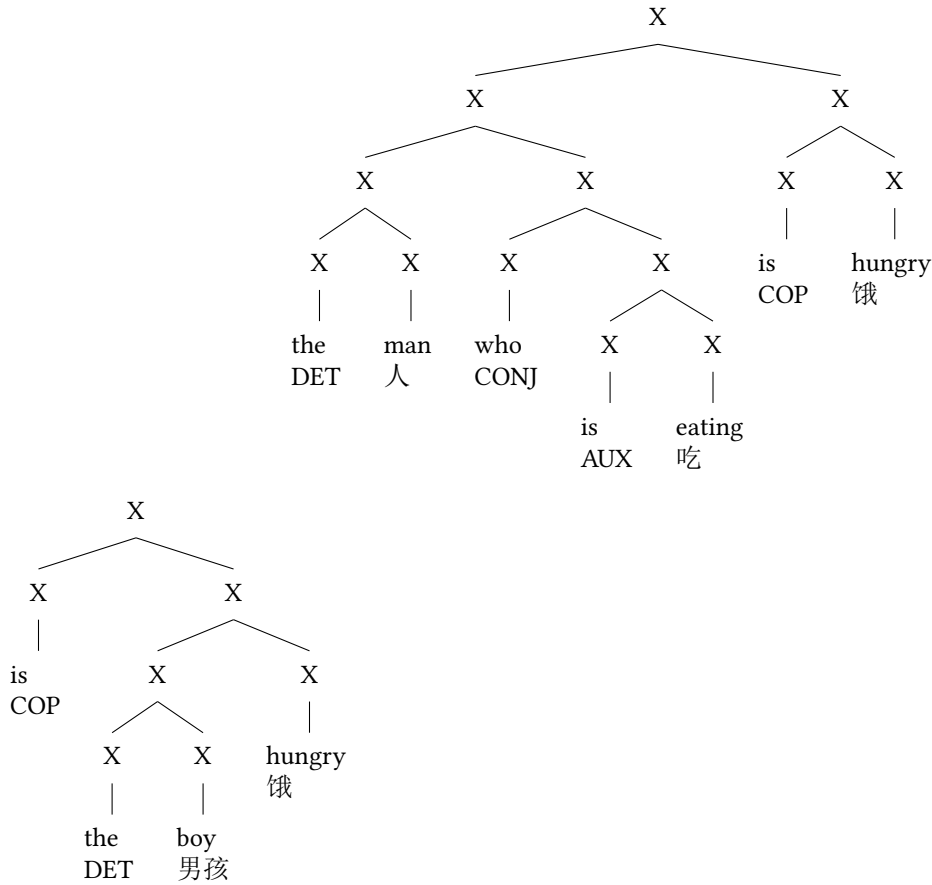 X
X X
X X X X
X X X X is hungry
COP 饿
the man who X X
DET 人 CONJ
is eating
AUX 吃
X
X X
is X X
COP
X X hungry
饿
the boy
DET 男孩